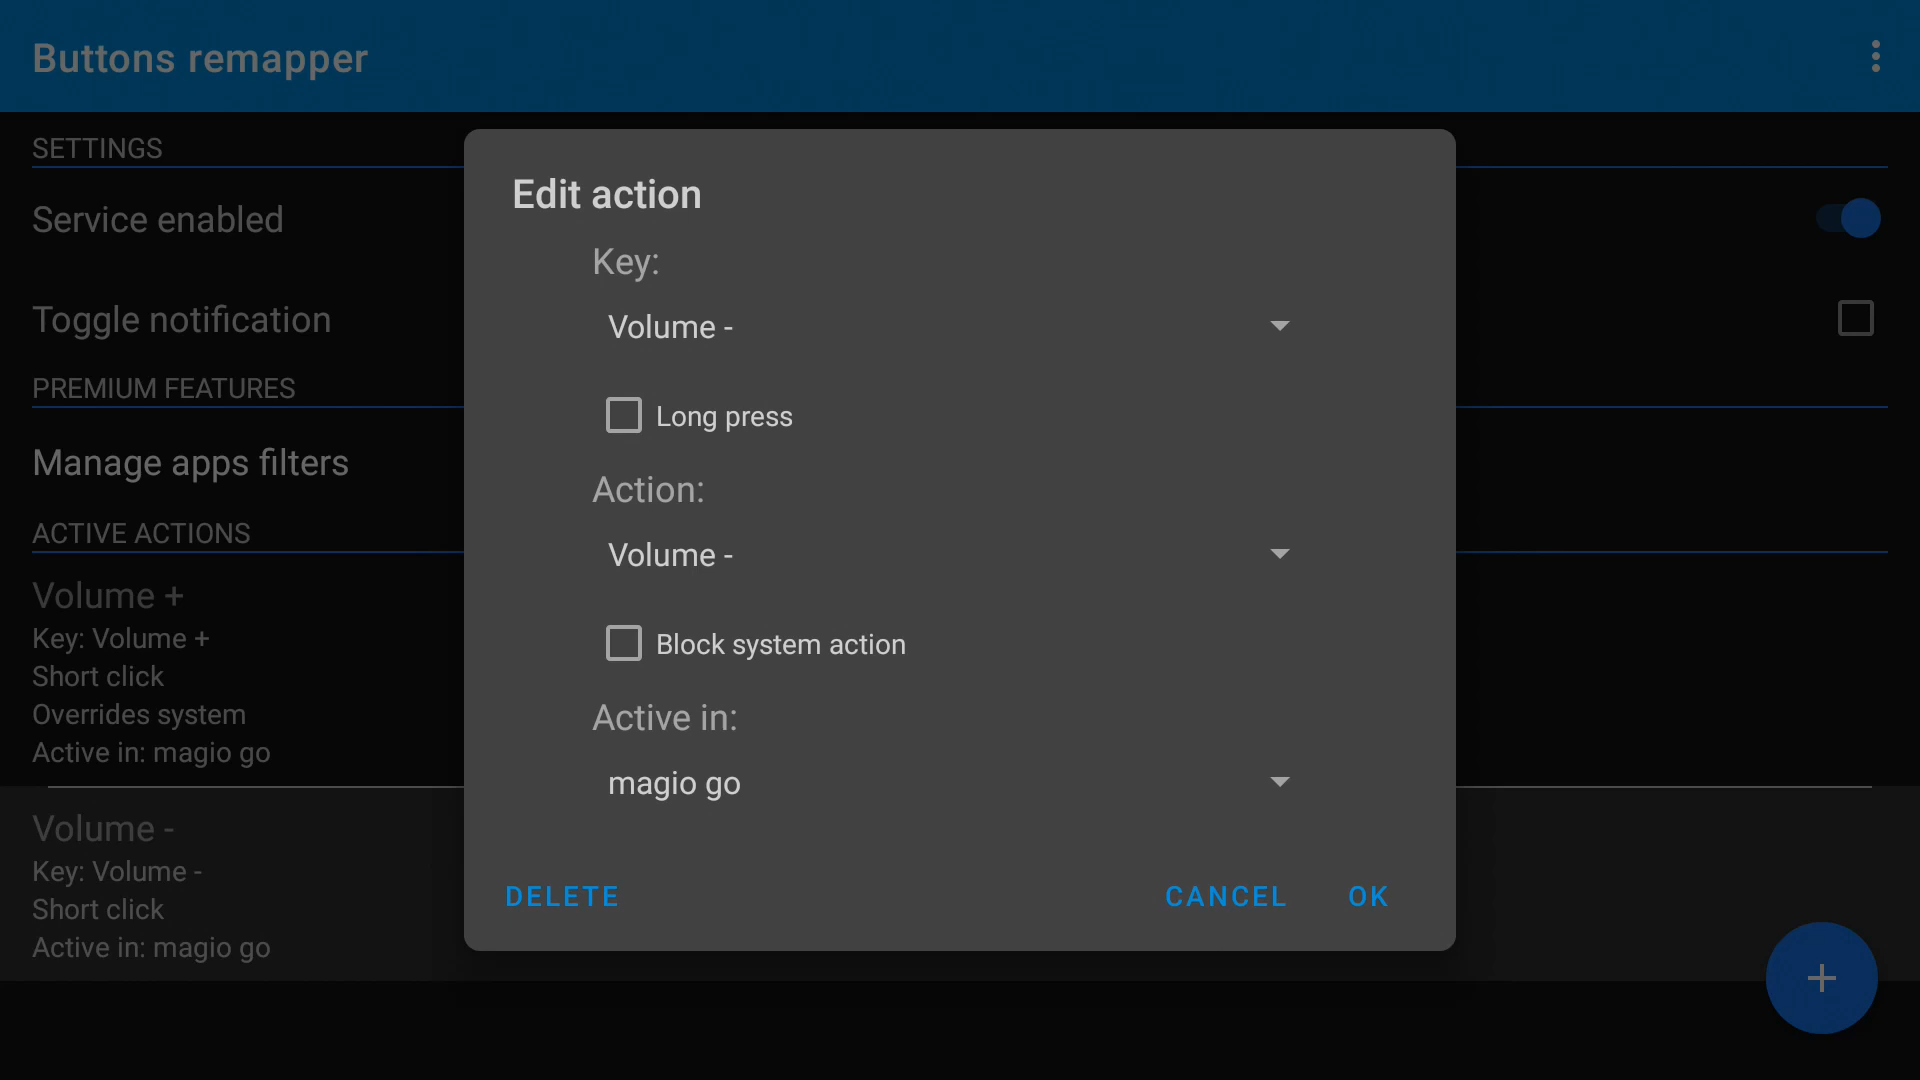 Buttons remapper
SETTINGS
Service enabled
Toggle notification
PREMIUM FEATURES
Manage apps filters
ACTIVE ACTIONS
Volume +
Key: Volume +
Short click
Overrides system
Active in: magio go
Volume -
Key: Volume -
Short click
Active in: magio go
Edit action
Key:
Volume -
Long press
Action:
Volume -
Block system action
Active in:
magio go
DELETE
CANCEL
OK